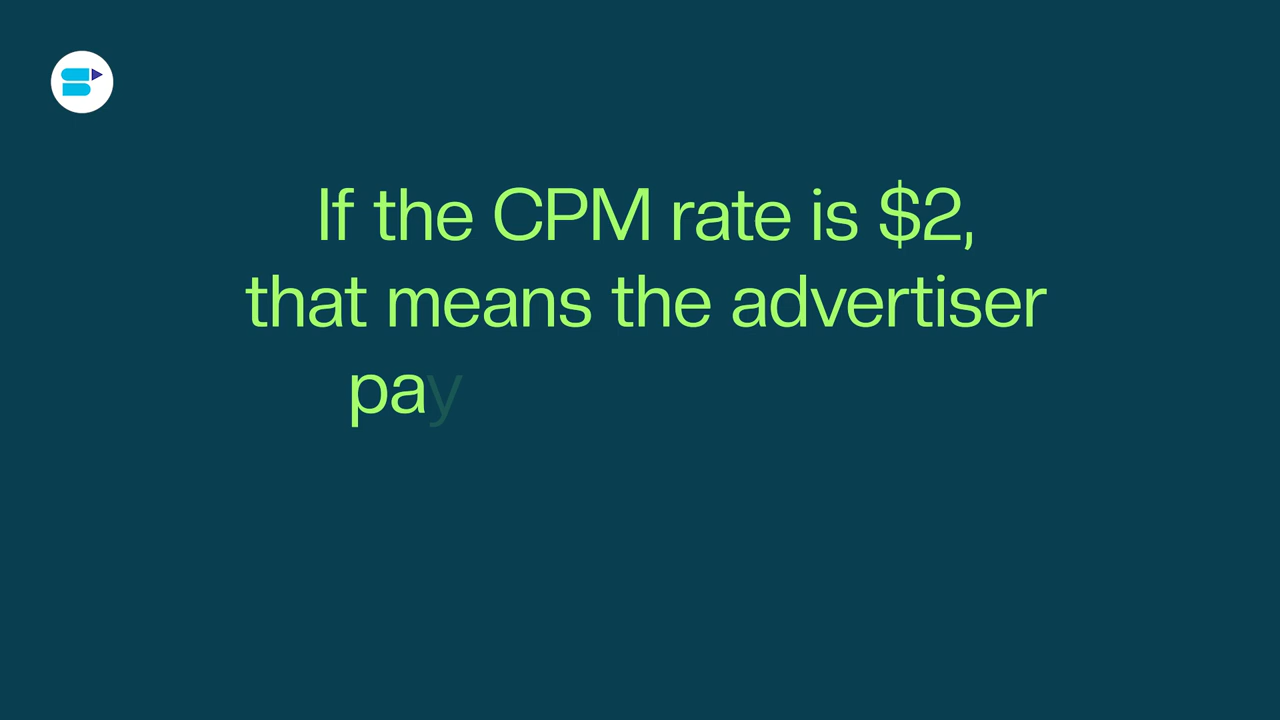 If the CPM rate is $2,
that means the advertiser
pay